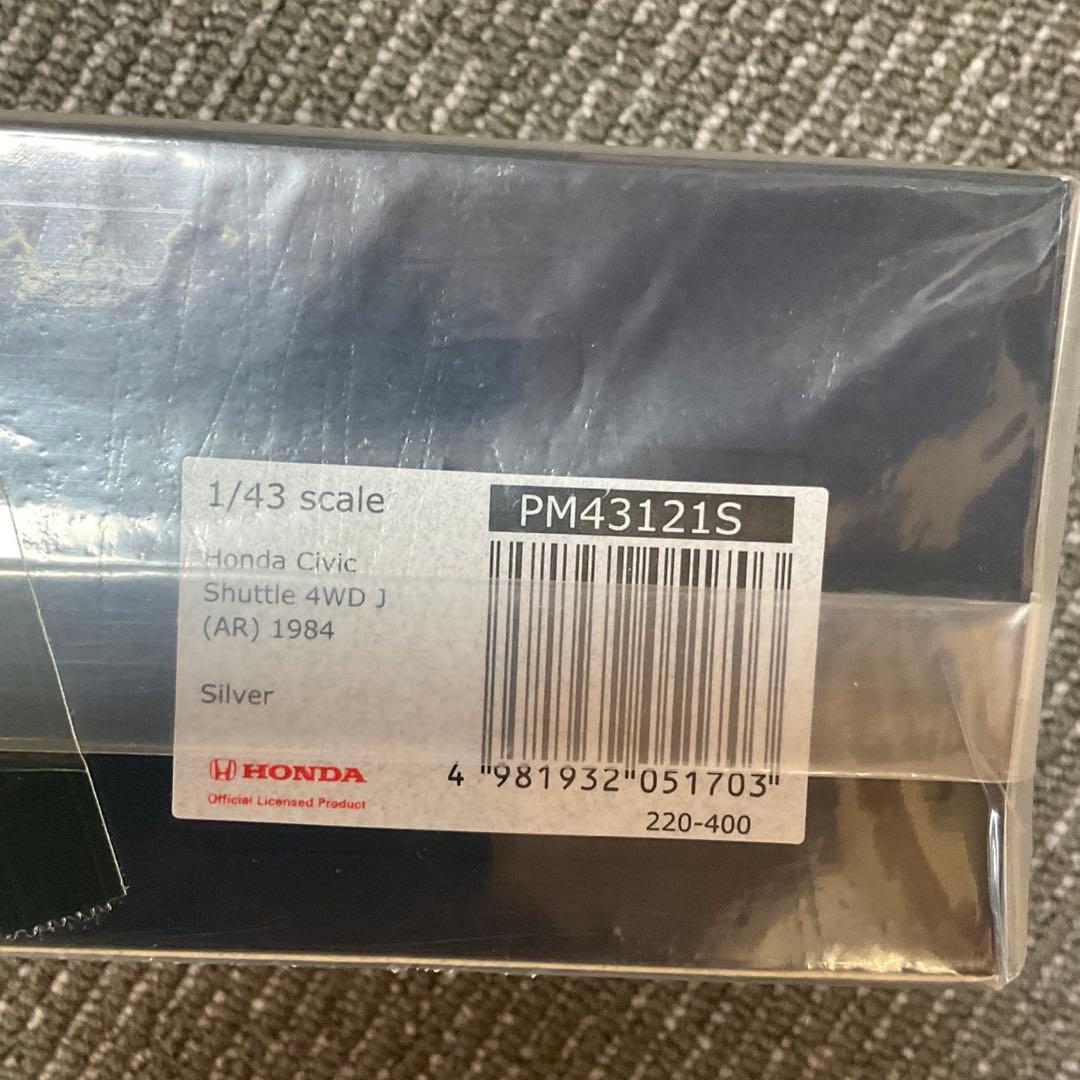 1/43 scale
PM43121S
Honda Civic
Shuttle 4WD J
(AR) 1984
Silver
HONDA
Official Licensed Product
4 "981932"051703"
220-400